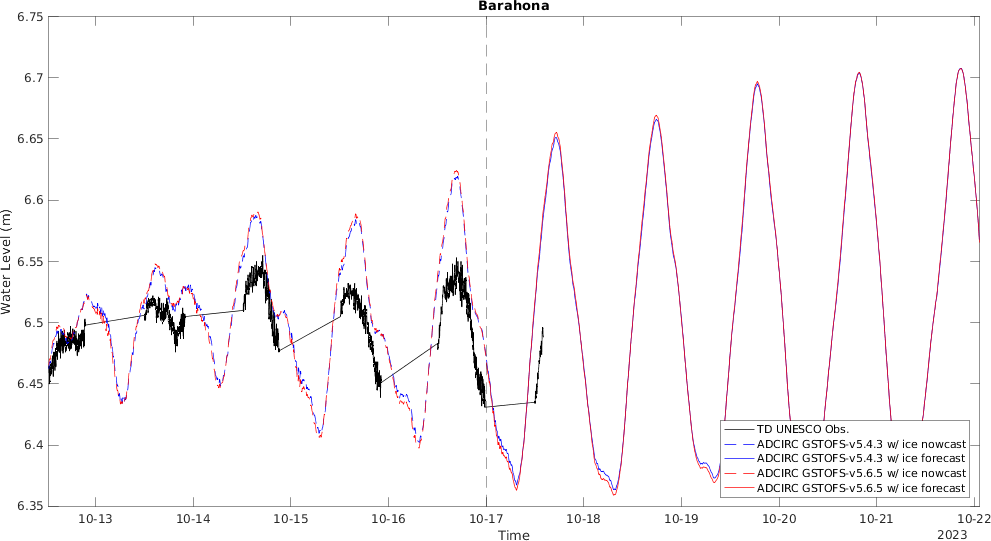 Barahona
6.75
6.7
6.65
6.6
6.55
6.5
6.45
6.4
6.35
Water Level (m)
TD UNESCO Obs.
ADCIRC GSTOFS-v5.4.3 w/ ice nowcast
ADCIRC GSTOFS-v5.4.3 w/ ice forecast
ADCIRC GSTOFS-v5.6.5 w/ ice nowcast
ADCIRC GSTOFS-v5.6.5 w/ ice forecast
10-13 10-14 10-15 10-16 10-17 10-18 10-19 10-20 10-21 10-22
Time
2023